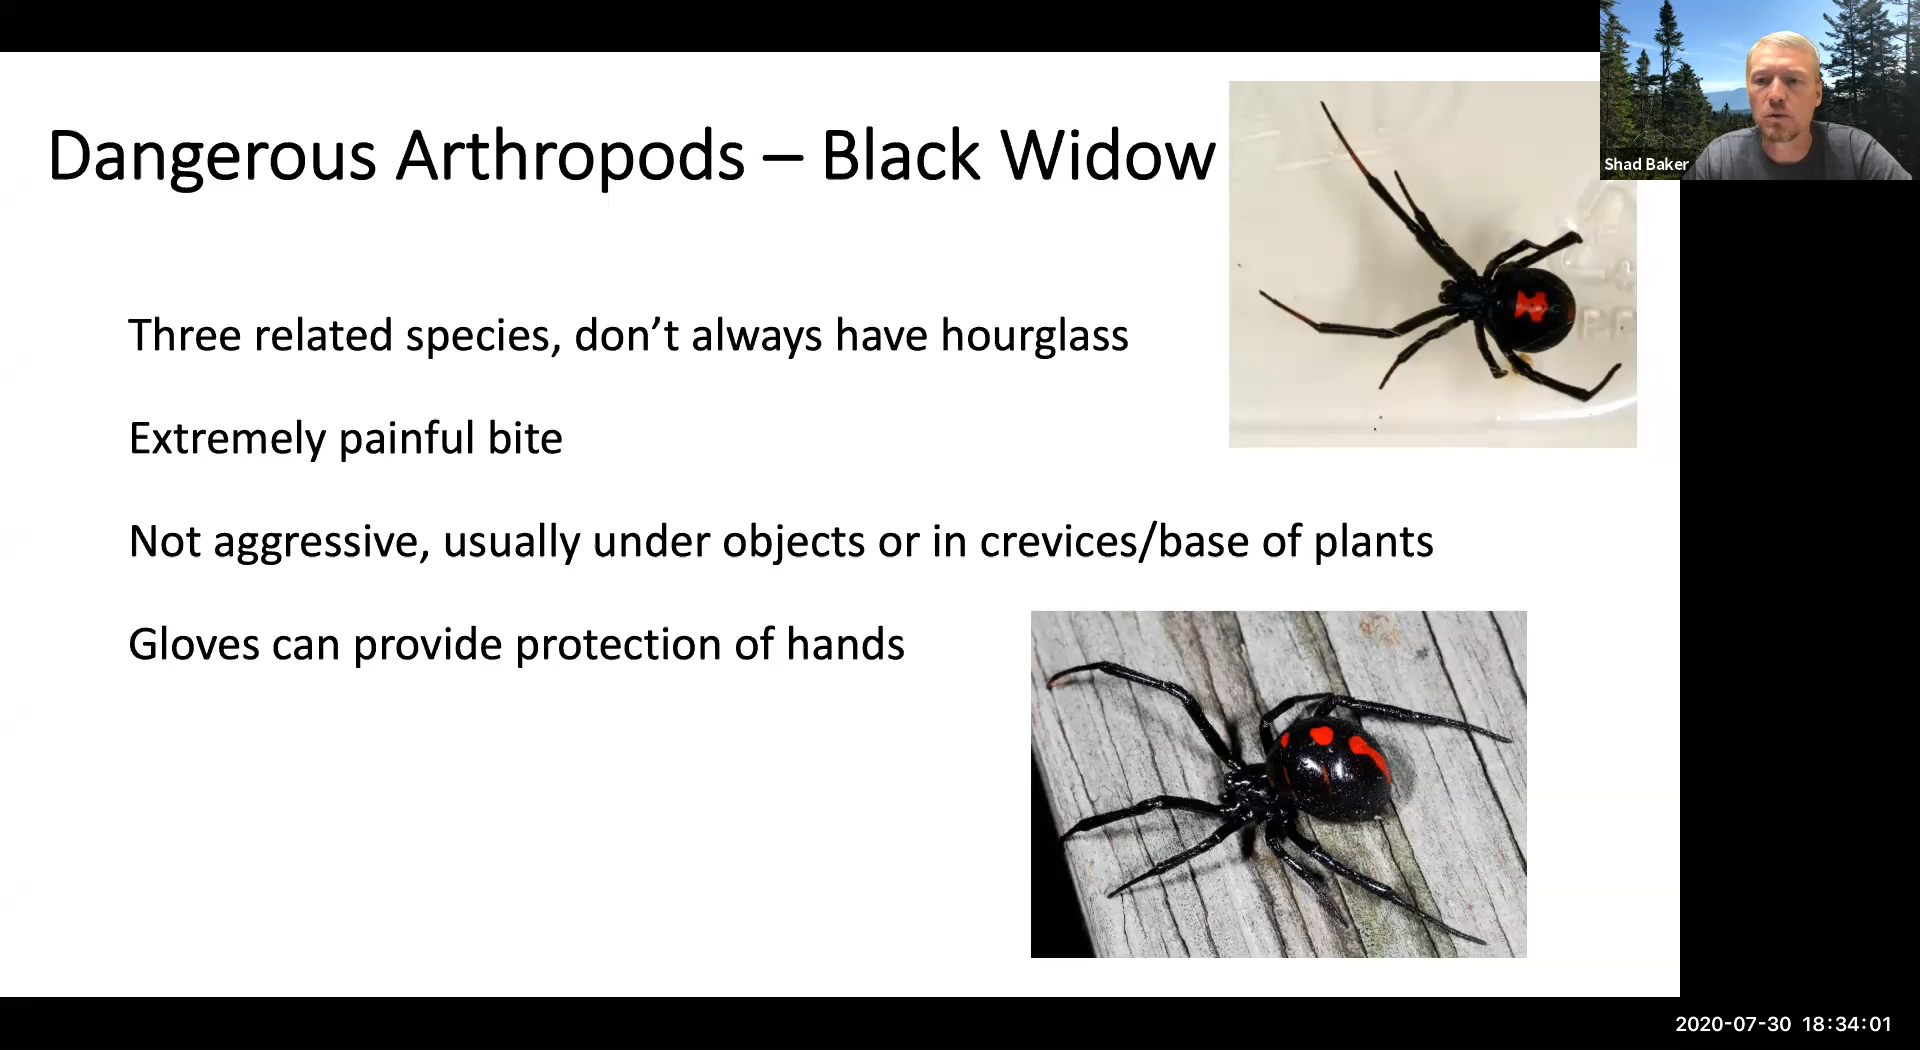 Dangerous Arthropods – Black Widow
Shad Baker
Three related species, don’t always have hourglass
Extremely painful bite
Not aggressive, usually under objects or in crevices/base of plants
Gloves can provide protection of hands
2020-07-30 18:34:01